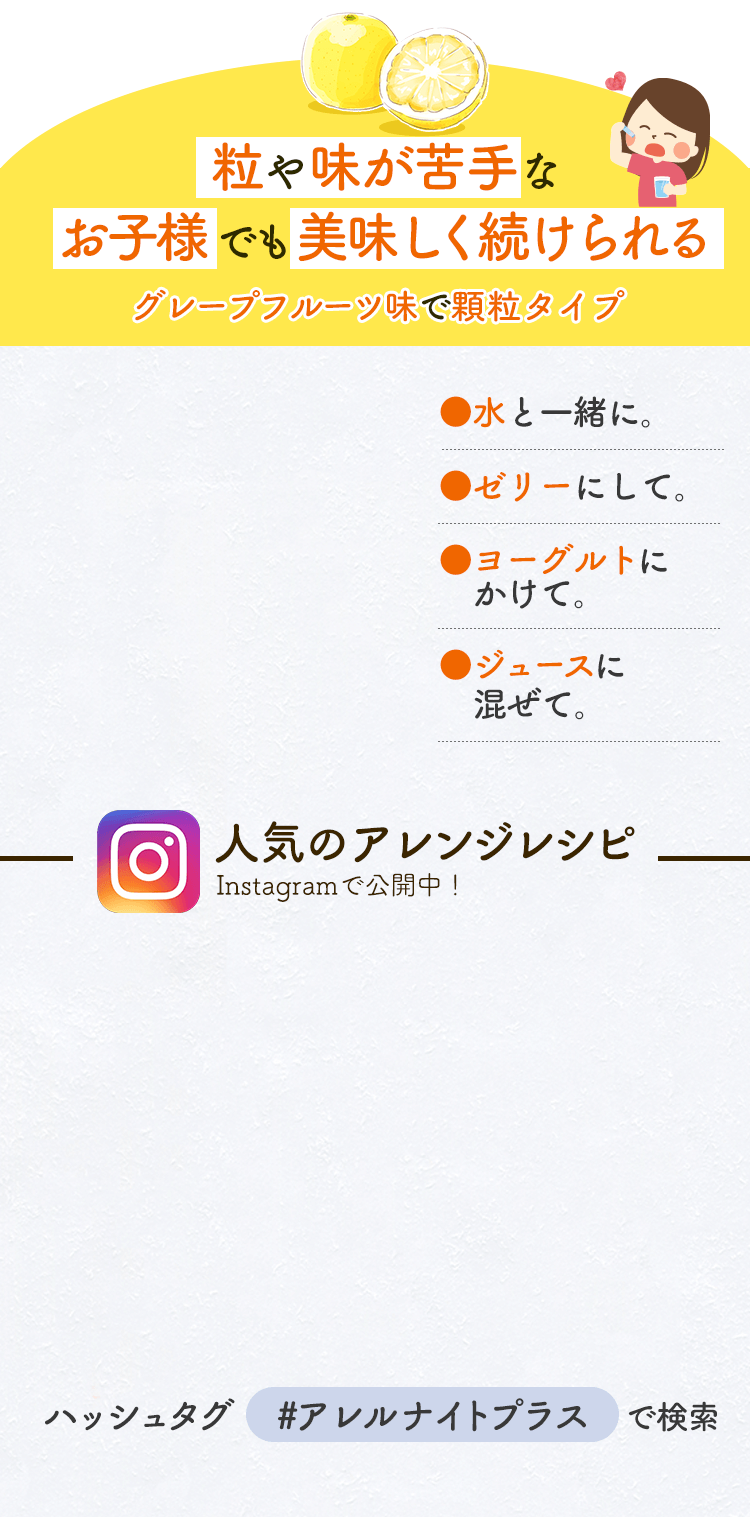 粒や味が苦手な
お子様でも美味しく続けられる
グレープフルーツ味で顆粒タイプ
●水と一緒に。
●ゼリーにして。
●ヨーグルトに
かけて。
●ジュースに
混ぜて。
人気のアレンジレシピ
Instagramで公開中！
ハッシュタグ #アレルナイトプラス で検索